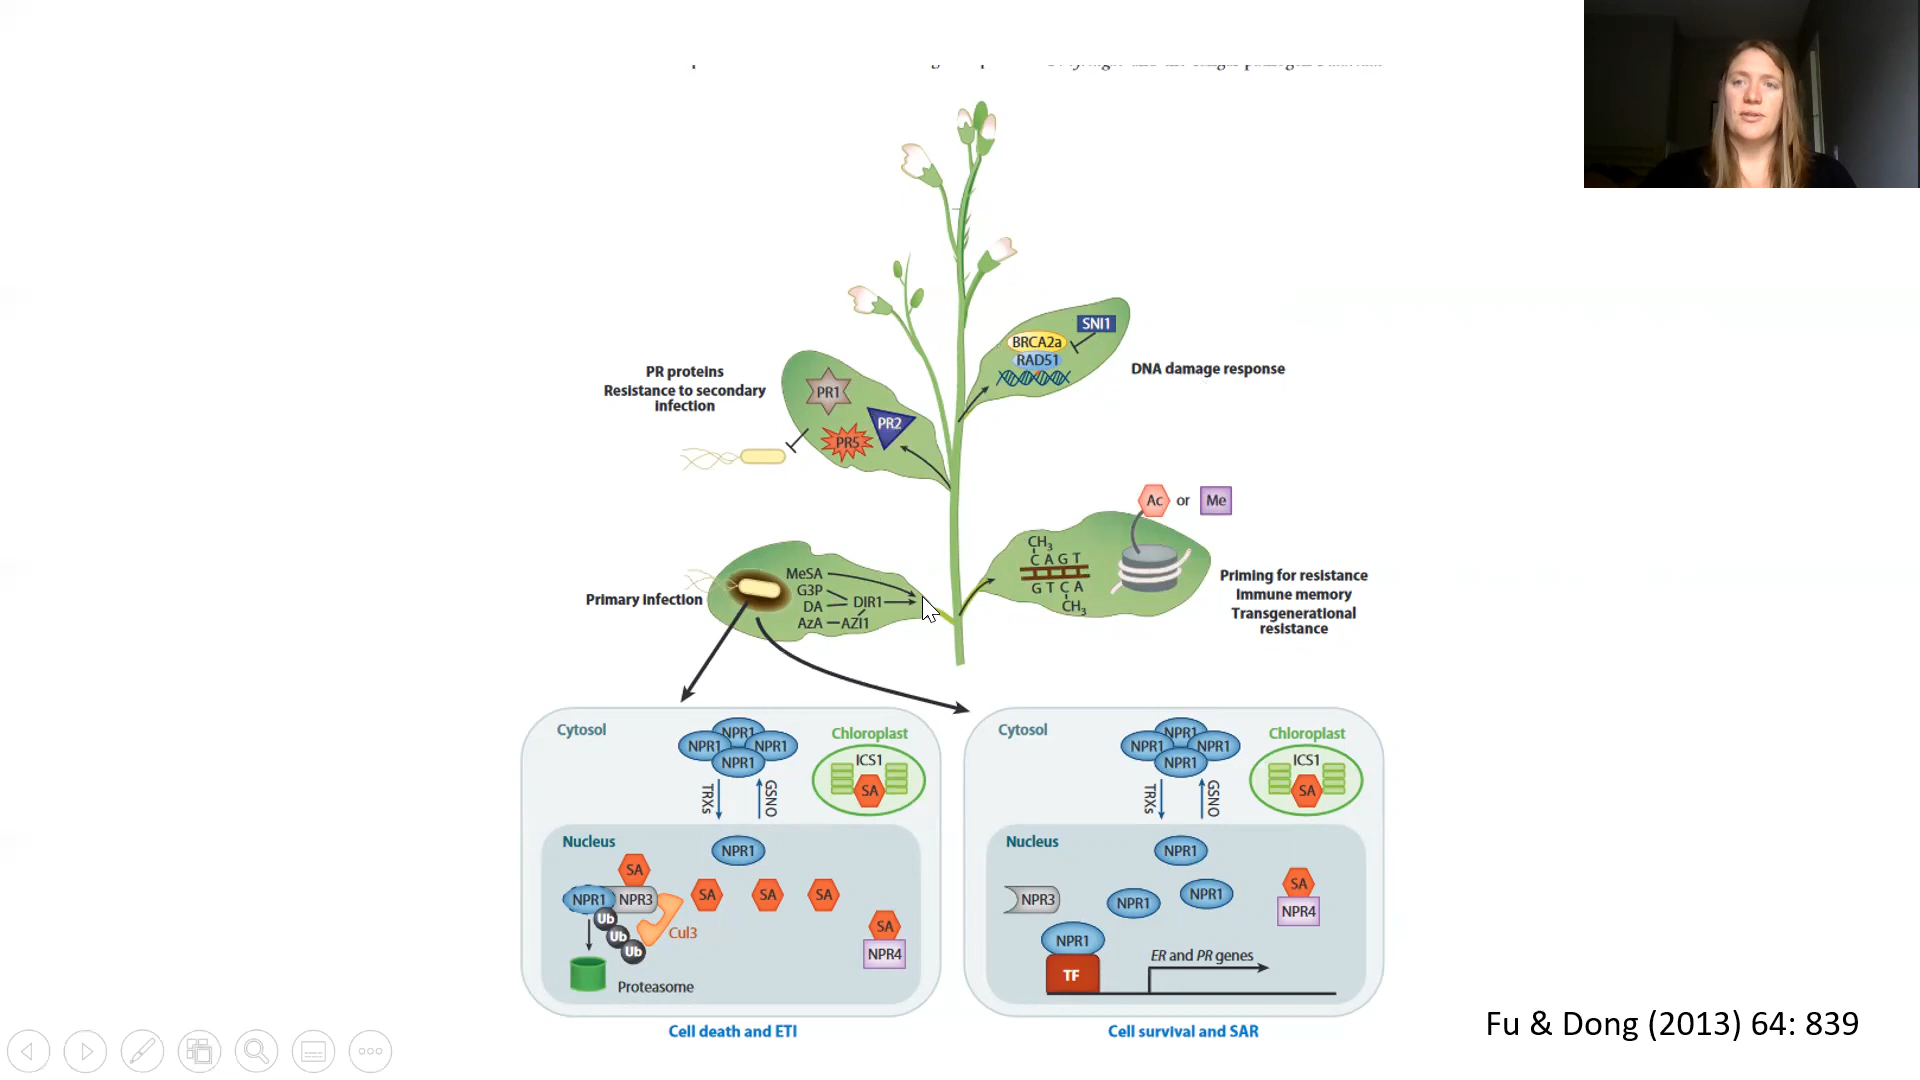 SNI1
BRCA2a
RAD51
DNA damage response
PR proteins
Resistance to secondary
infection
PR1
PR2
PR5
Ac or Me
CH3
C A G T
G T C A
CH3
Priming for resistance
Immune memory
Transgenerational
resistance
Primary infection
MeSA
G3P
DA
DIR1
AzA
AZI1
Cytosol
NPR1
NPR1
NPR1
NPR1
Chloroplast
ICS1
SA
TRXs
GSNO
Nucleus
NPR1
SA
NPR1
NPR3
SA
SA
SA
Ub
Ub
Ub
Cul3
SA
NPR4
Proteasome
Cell death and ETI
Cytosol
NPR1
NPR1
NPR1
NPR1
Chloroplast
ICS1
SA
TRXs
GSNO
Nucleus
NPR1
NPR3
NPR1
NPR1
SA
NPR4
NPR1
TF
ER and PR genes
Cell survival and SAR
Fu & Dong (2013) 64: 839